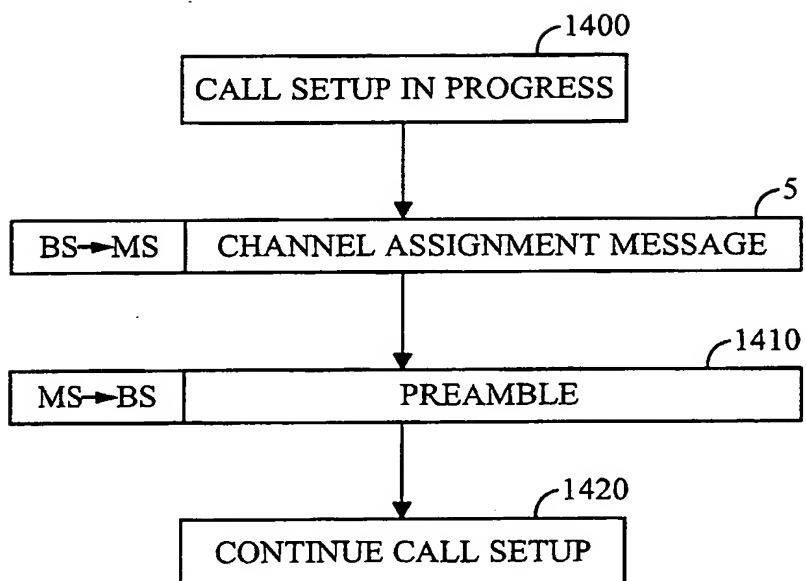 1400
CALL SETUP IN PROGRESS
5
BS→MS CHANNEL ASSIGNMENT MESSAGE
1410
MS→BS PREAMBLE
1420
CONTINUE CALL SETUP